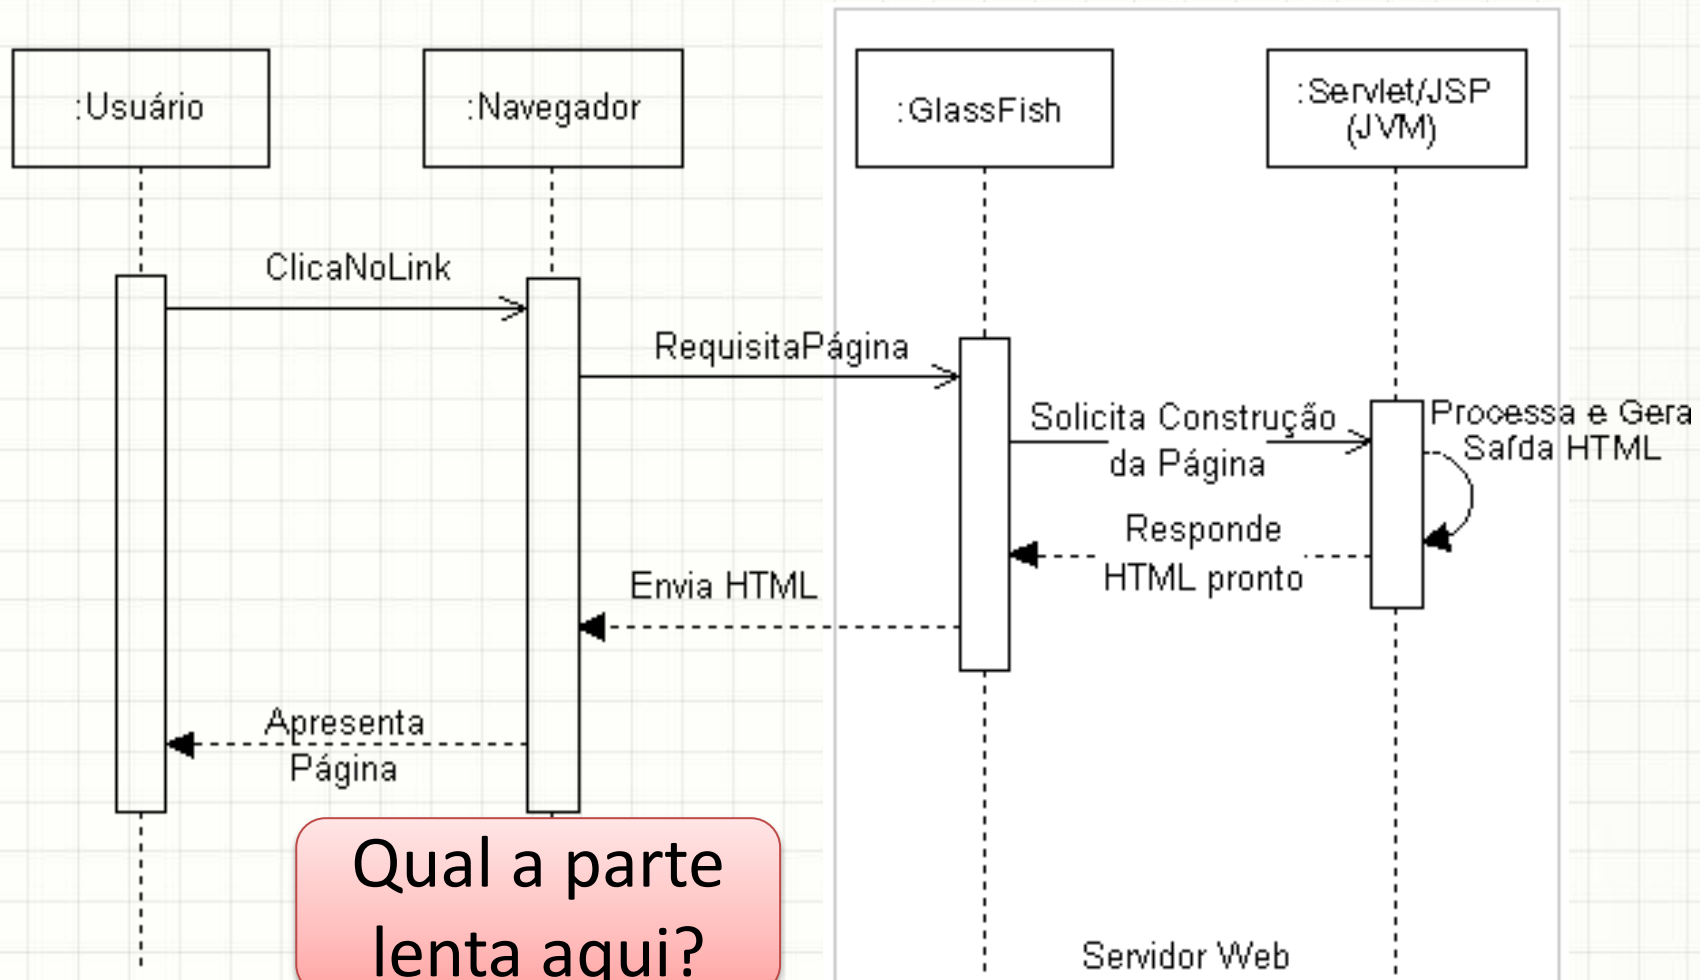 :Usuário
:Navegador
:GlassFish
:Servlet/JSP
(JVM)
ClicaNoLink
RequisitaPágina
Solicita Construção
da Página
Processa e Gera
Saída HTML
Responde
HTML pronto
Envia HTML
Apresenta
Página
Qual a parte
lenta aqui?
Servidor Web